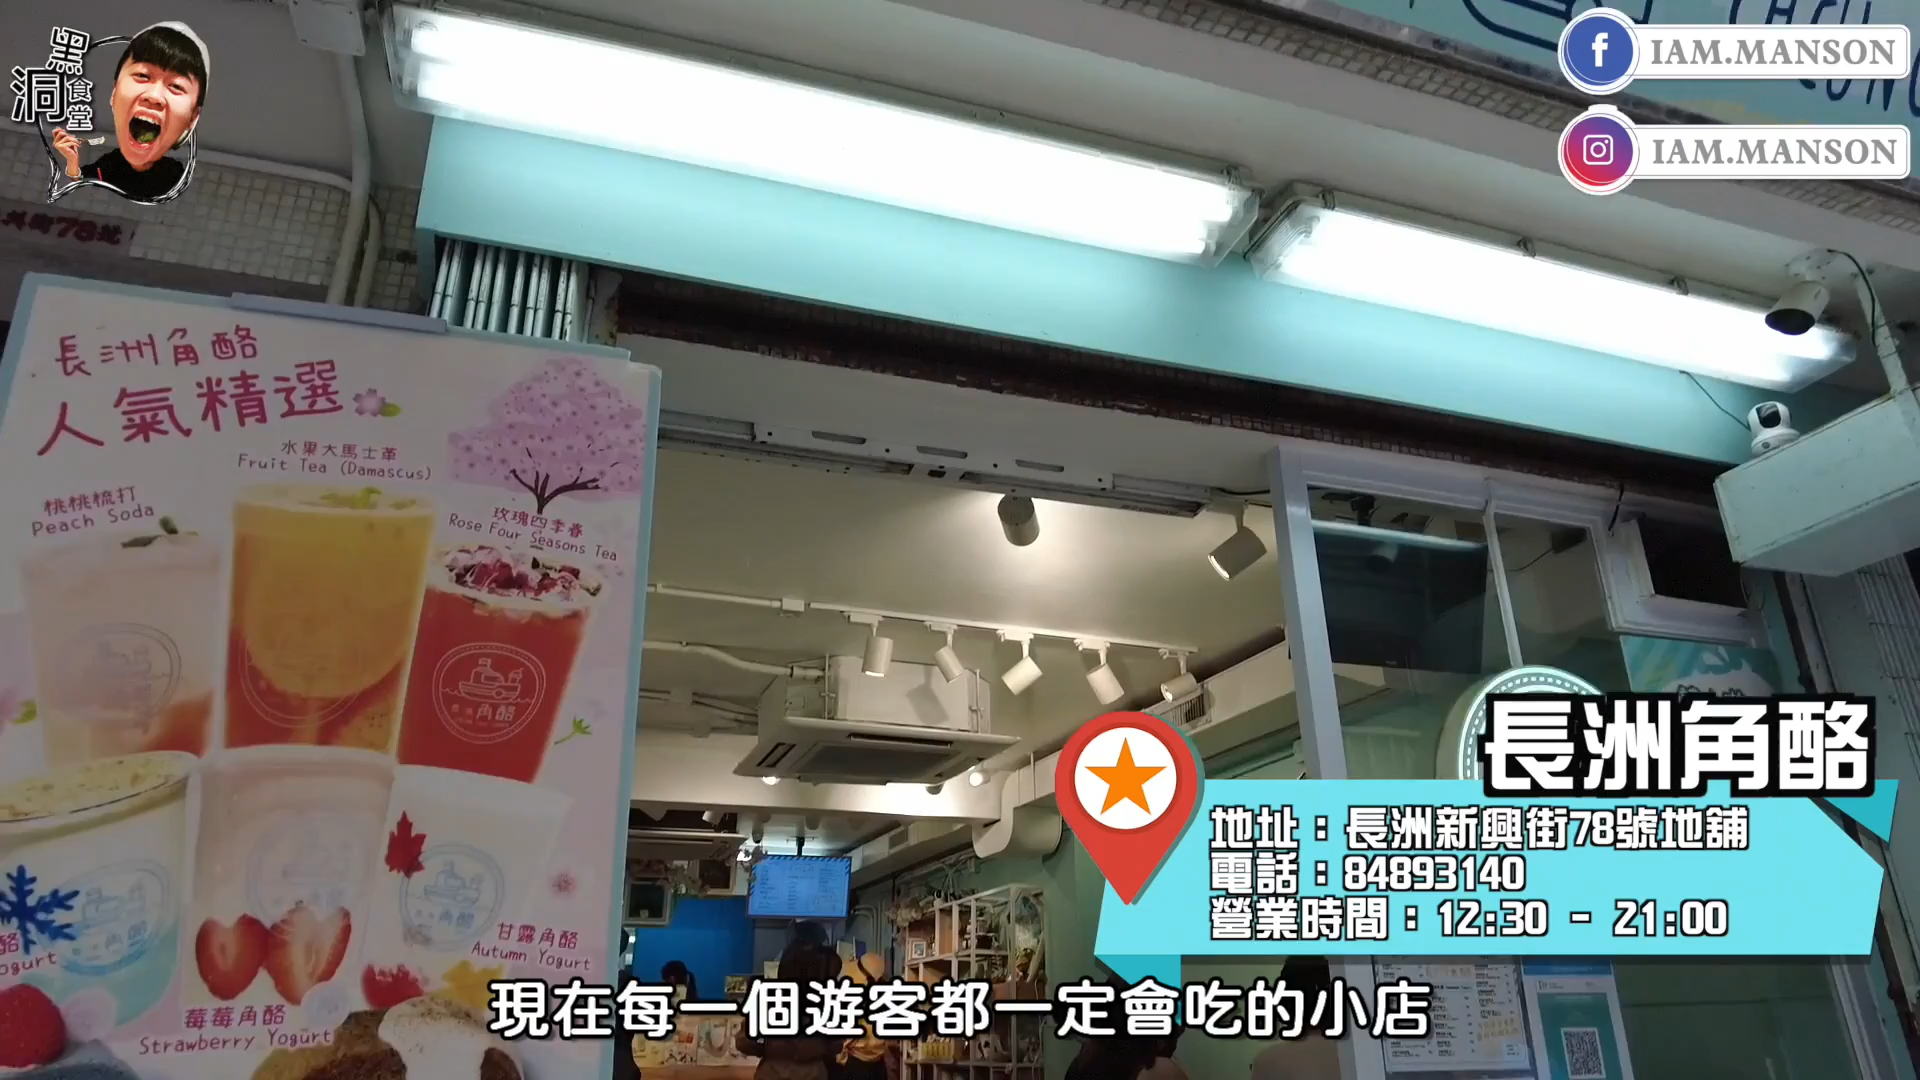 黑洞食堂
IAM.MANSON
IAM.MANSON
長洲角酪
人氣精選
水果大馬士革
Fruit Tea (Damascus)
桃桃梳打
Peach Soda
玫瑰四季春
Rose Four Seasons Tea
角酪
角酪
甘露角酪
Autumn Yogurt
莓莓角酪
Strawberry Yogurt
長洲角酪
地址：長洲新興街78號地舖
電話：84893140
營業時間：12:30 - 21:00
現在每一個遊客都一定會吃的小店